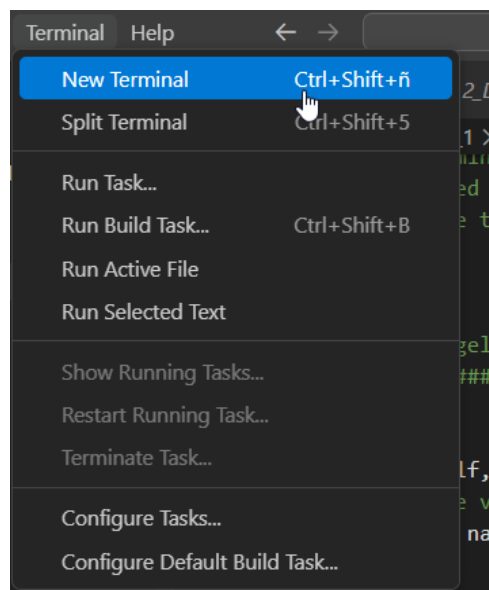 Terminal Help
New Terminal Ctrl+Shift+ñ
Split Terminal Ctrl+Shift+5
Run Task...
Run Build Task... Ctrl+Shift+B
Run Active File
Run Selected Text
Show Running Tasks...
Restart Running Task...
Terminate Task...
Configure Tasks...
Configure Default Build Task...